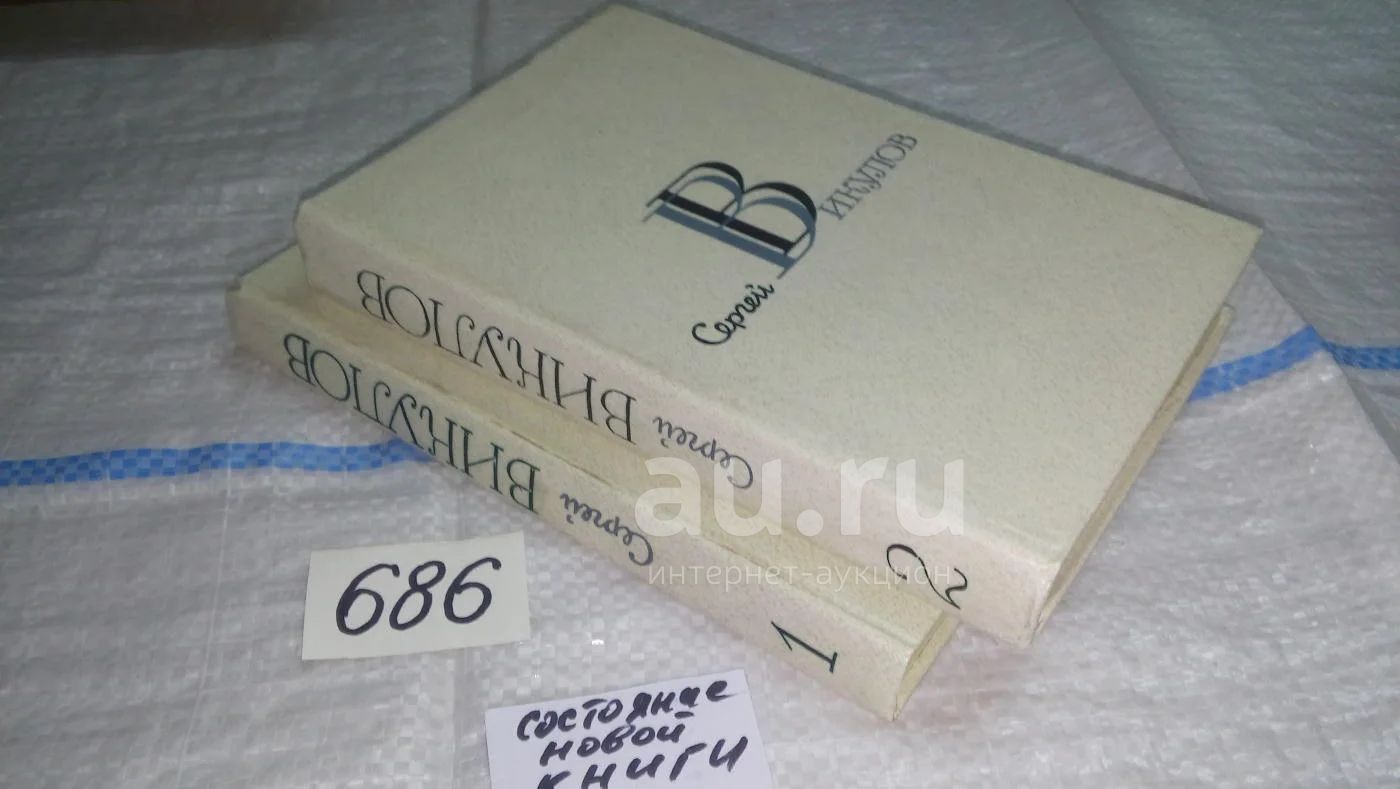 Сергей
ВИКУЛОВ
Сергей ВИКУЛОВ
2
Сергей ВИКУЛОВ
1
au.ru
интернет-аукцион
686
состояние
новой
книги